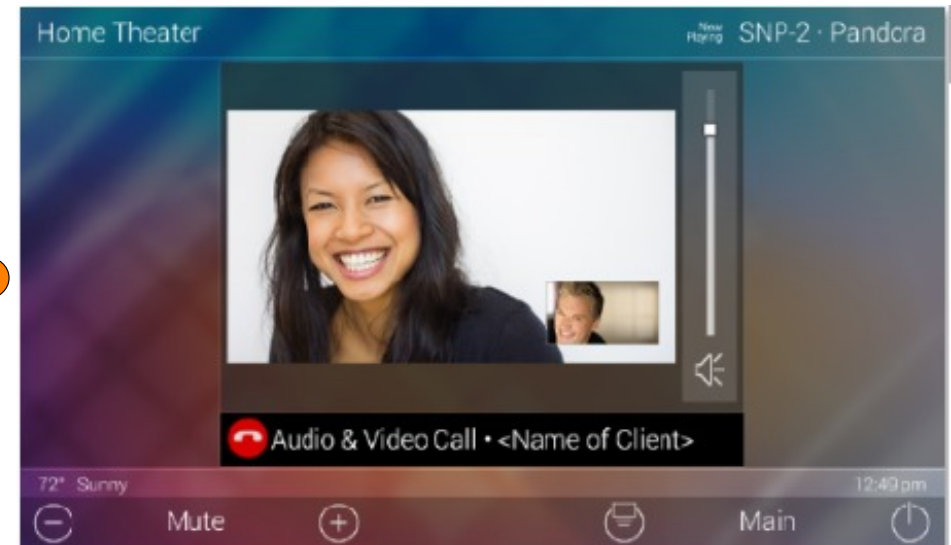 Home Theater
Now Playing SNP-2 · Pandora
Audio & Video Call • <Name of Client>
72° Sunny
12:49 pm
Mute
Main